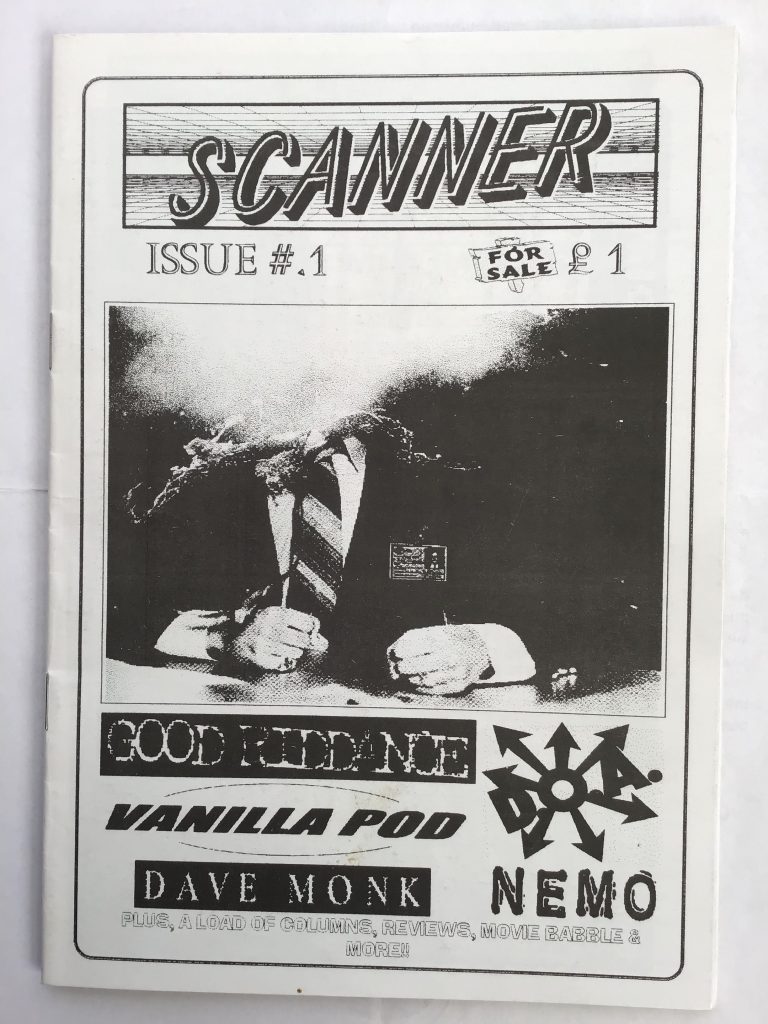 SCANNER
ISSUE #.1
FOR SALE
£1
GOOD RIDDANCE
VANILLA POD
DAVE MONK
D.O.A.
NEMO
PLUS, A LOAD OF COLUMNS, REVIEWS, MOVIE BABBLE &
MORE!!